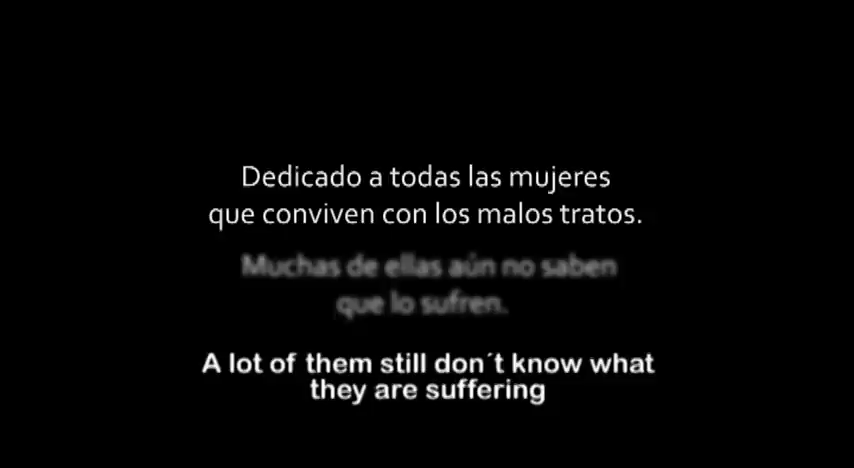 Dedicado a todas las mujeres
que conviven con los malos tratos.
Muchas de ellas aún no saben
que lo sufren.
A lot of them still don´t know what
they are suffering